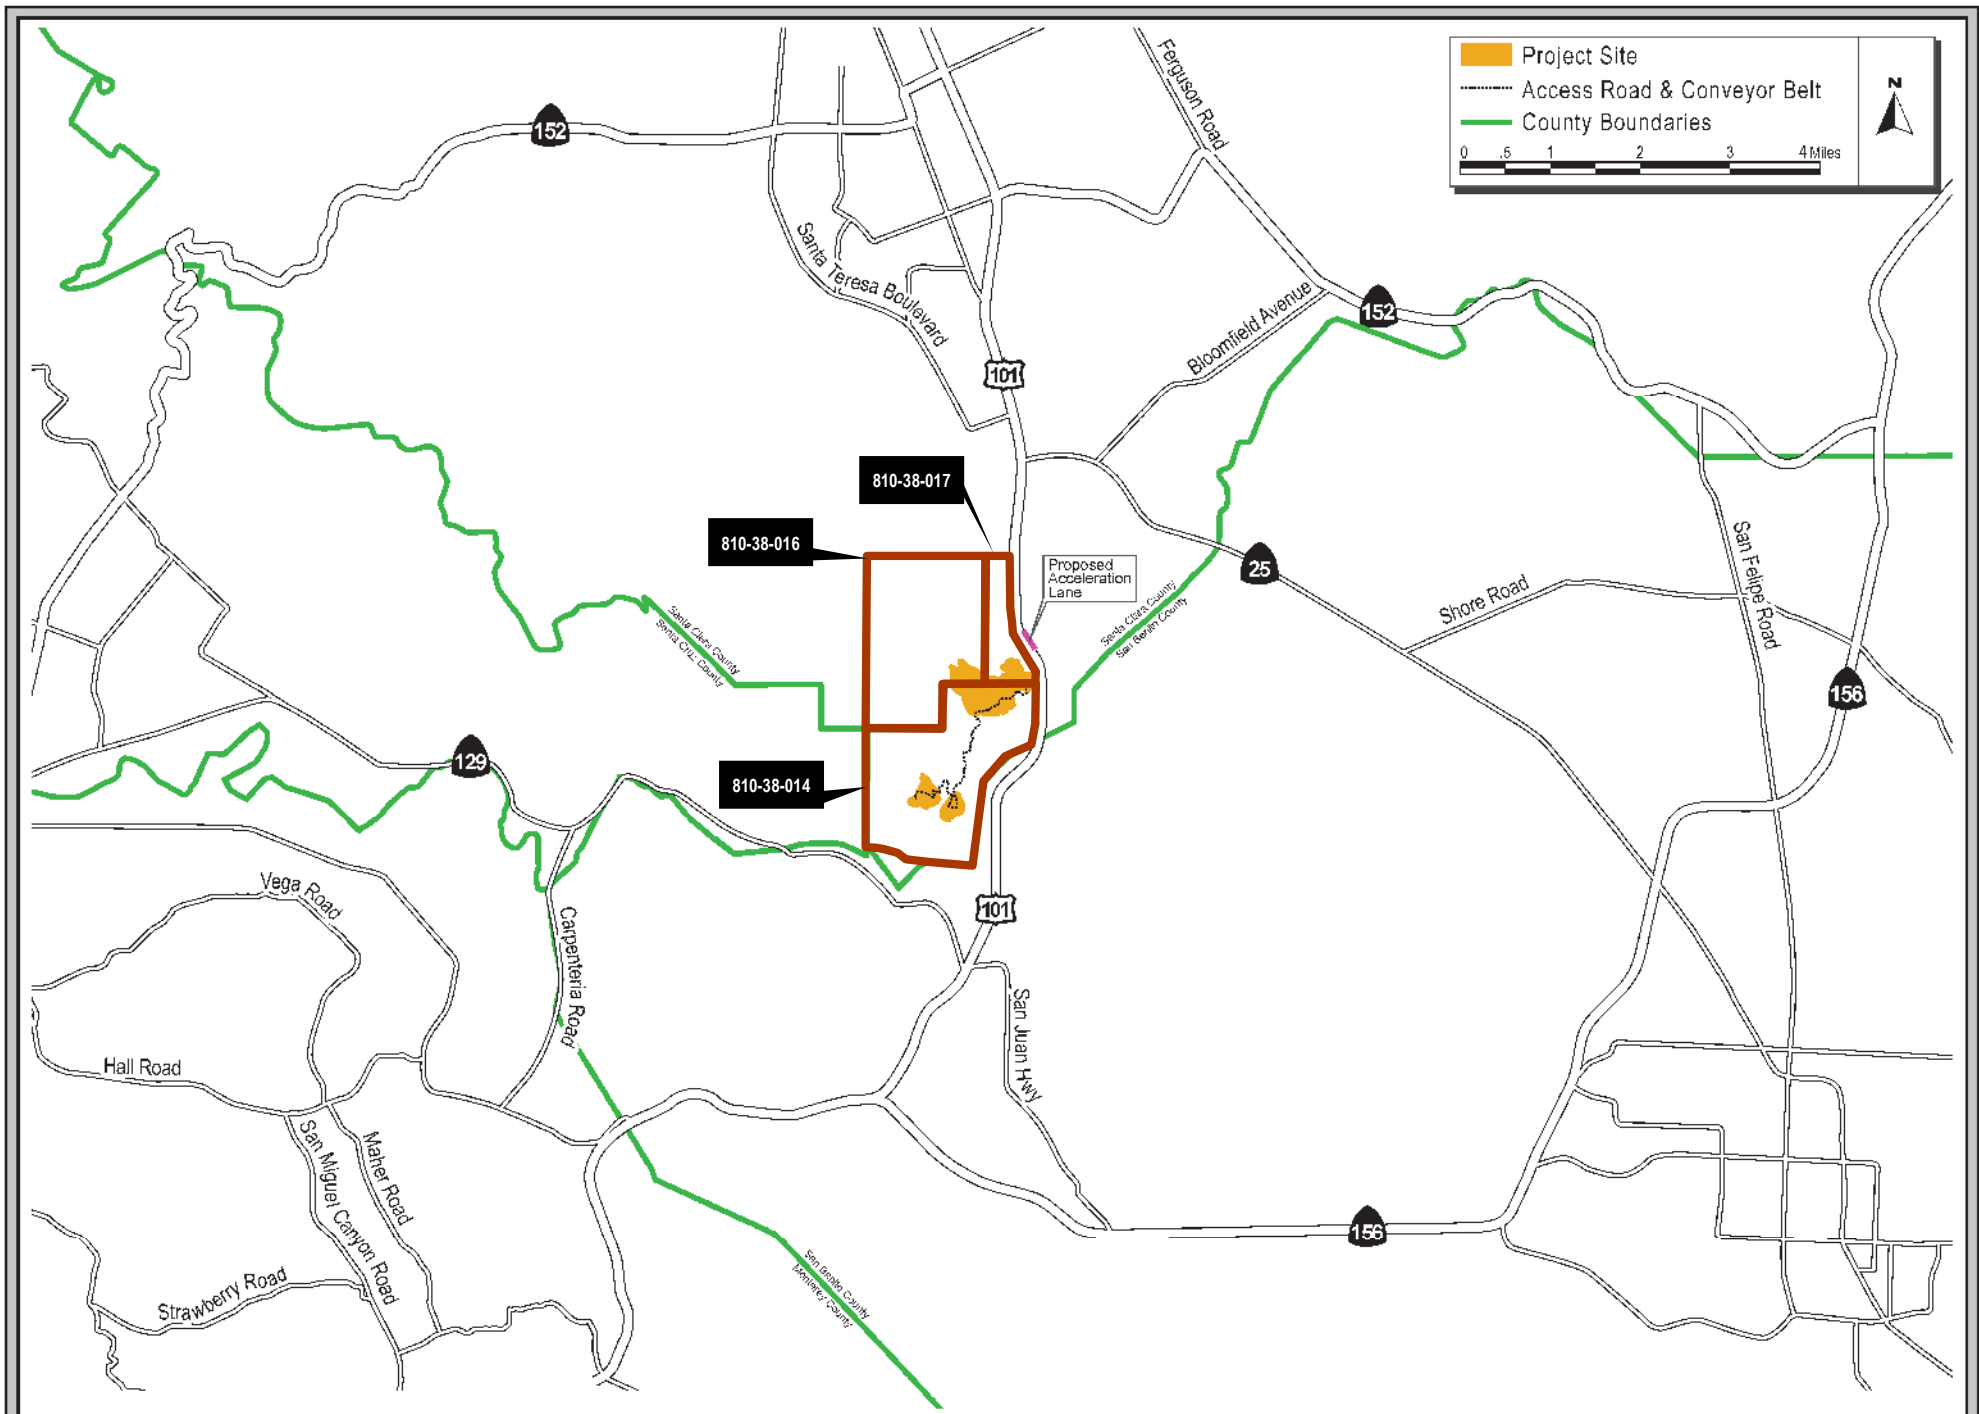 Project Site
Access Road & Conveyor Belt
County Boundaries
N
0 .5 1 2 3 4 Miles
152
Ferguson Road
Santa Teresa Boulevard
152
Bloomfield Avenue
101
810-38-017
810-38-016
Proposed
Acceleration
Lane
25
San Felipe Road
Shore Road
Santa Clara County
Santa Cruz County
Santa Clara County
San Benito County
156
129
810-38-014
Vega Road
101
Carpenteria Road
San Juan Hwy
Hall Road
San Miguel Canyon Road
Maher Road
156
Strawberry Road
San Benito County
Monterey County